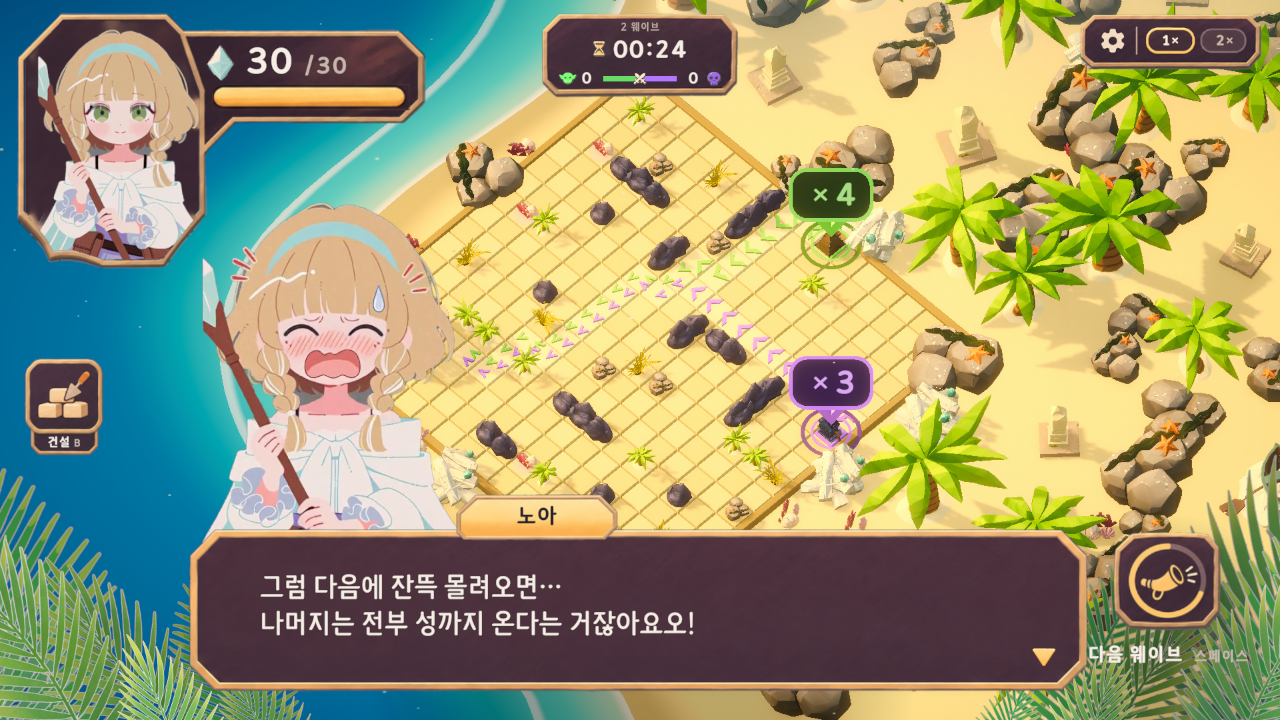 30 /30
2 웨이브
00:24
0 0
1× 2×
× 4
× 3
건설 B
노아
그럼 다음에 잔뜩 몰려오면…
나머지는 전부 성까지 온다는 거잖아요오!
다음 웨이브 스페이스